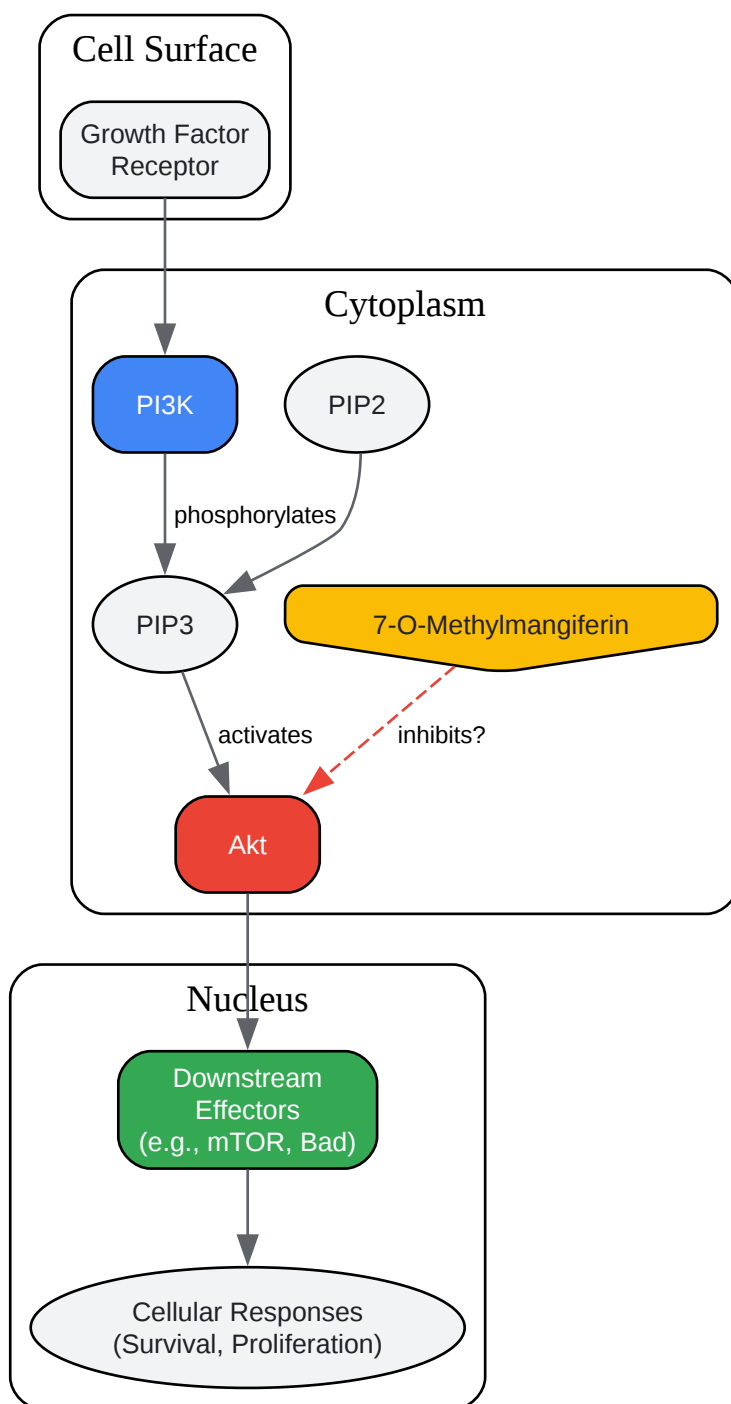 Cell Surface
Growth Factor
Receptor
Cytoplasm
PI3K
PIP2
phosphorylates
PIP3
7-O-Methylmangiferin
activates
inhibits?
Akt
Nucleus
Downstream
Effectors
(e.g., mTOR, Bad)
Cellular Responses
(Survival, Proliferation)